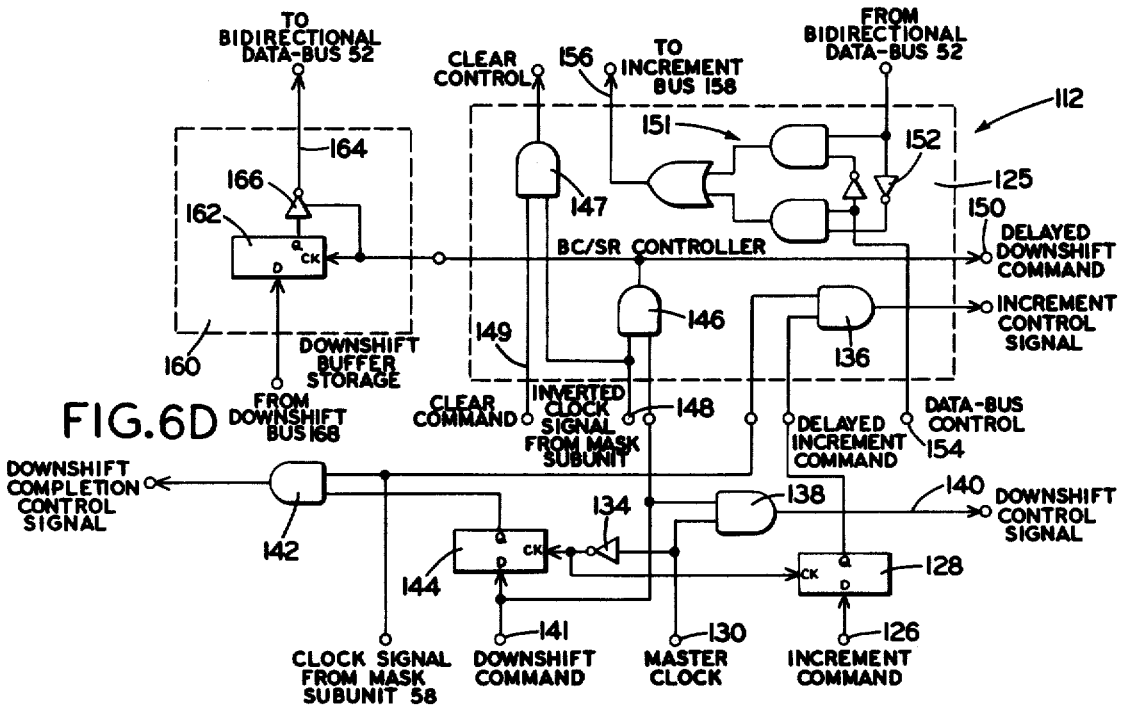 TO
BIDIRECTIONAL
DATA-BUS 52
CLEAR
CONTROL
156
TO
INCREMENT
BUS 158
FROM
BIDIRECTIONAL
DATA-BUS 52
112
151
152
164
166
162
147
125
150
Q
CK
D
BC/SR CONTROLLER
DELAYED
DOWNSHIFT
COMMAND
146
136
INCREMENT
CONTROL
SIGNAL
149
160
DOWNSHIFT
BUFFER
STORAGE
FROM
DOWNSHIFT
BUS 168
FIG.6D
CLEAR
COMMAND
INVERTED
CLOCK
SIGNAL
FROM MASK
SUBUNIT
148
DELAYED
INCREMENT
COMMAND
DATA-BUS
CONTROL
154
DOWNSHIFT
COMPLETION
CONTROL
SIGNAL
142
134
138
140
DOWNSHIFT
CONTROL
SIGNAL
144
Q
CK
D
Q
CK
D
128
141
130
126
CLOCK SIGNAL
FROM MASK
SUBUNIT 58
DOWNSHIFT
COMMAND
MASTER
CLOCK
INCREMENT
COMMAND